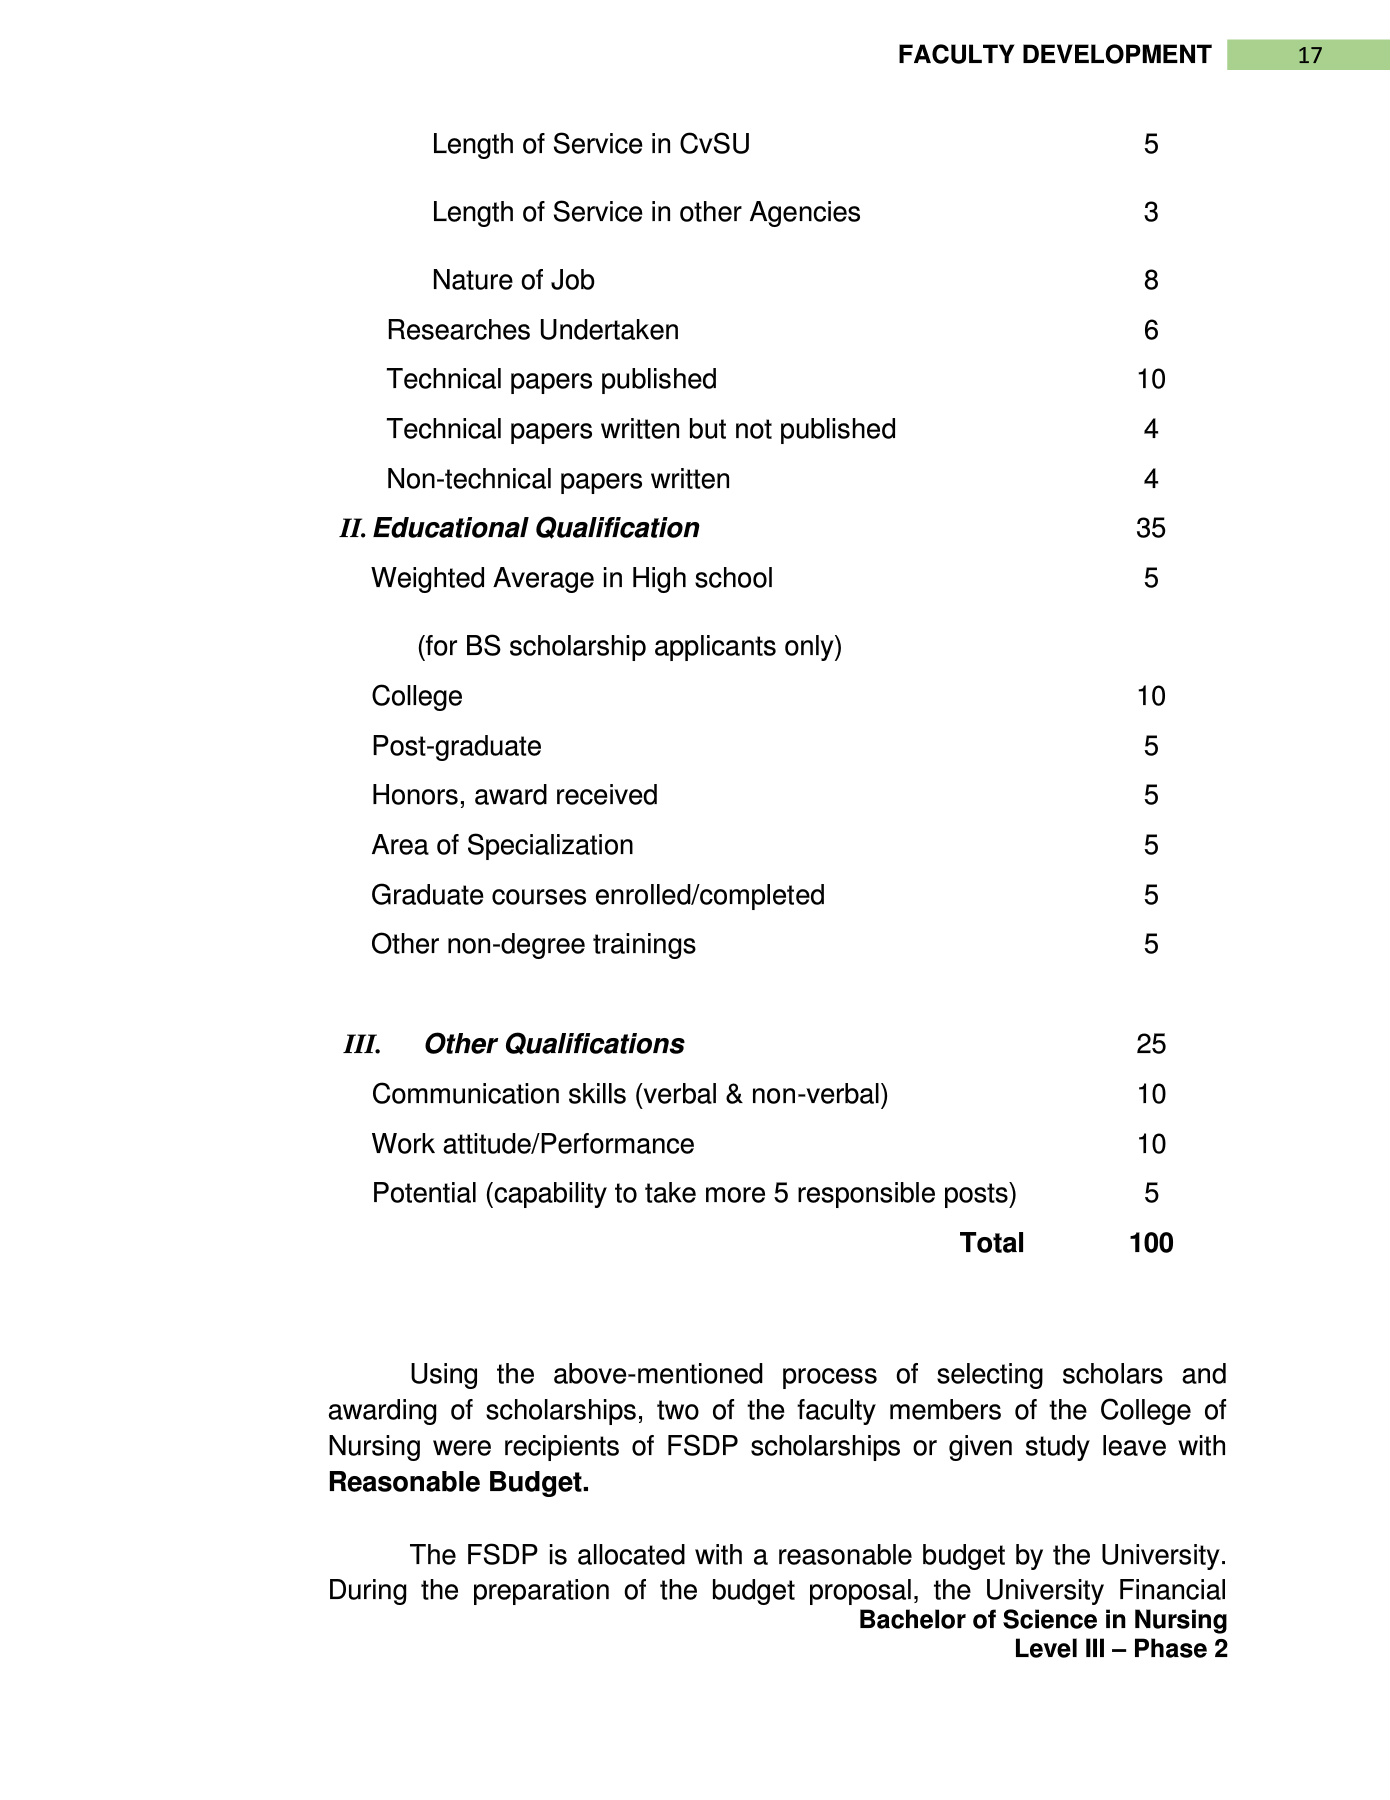 FACULTY DEVELOPMENT 17
Length of Service in CvSU 5
Length of Service in other Agencies 3
Nature of Job 8
Researches Undertaken 6
Technical papers published 10
Technical papers written but not published 4
Non-technical papers written 4
II. Educational Qualification 35
Weighted Average in High school 5
(for BS scholarship applicants only)
College 10
Post-graduate 5
Honors, award received 5
Area of Specialization 5
Graduate courses enrolled/completed 5
Other non-degree trainings 5
III. Other Qualifications 25
Communication skills (verbal & non-verbal) 10
Work attitude/Performance 10
Potential (capability to take more 5 responsible posts) 5
Total 100
Using the above-mentioned process of selecting scholars and
awarding of scholarships, two of the faculty members of the College of
Nursing were recipients of FSDP scholarships or given study leave with
Reasonable Budget.
The FSDP is allocated with a reasonable budget by the University.
During the preparation of the budget proposal, the University Financial
Bachelor of Science in Nursing
Level III – Phase 2